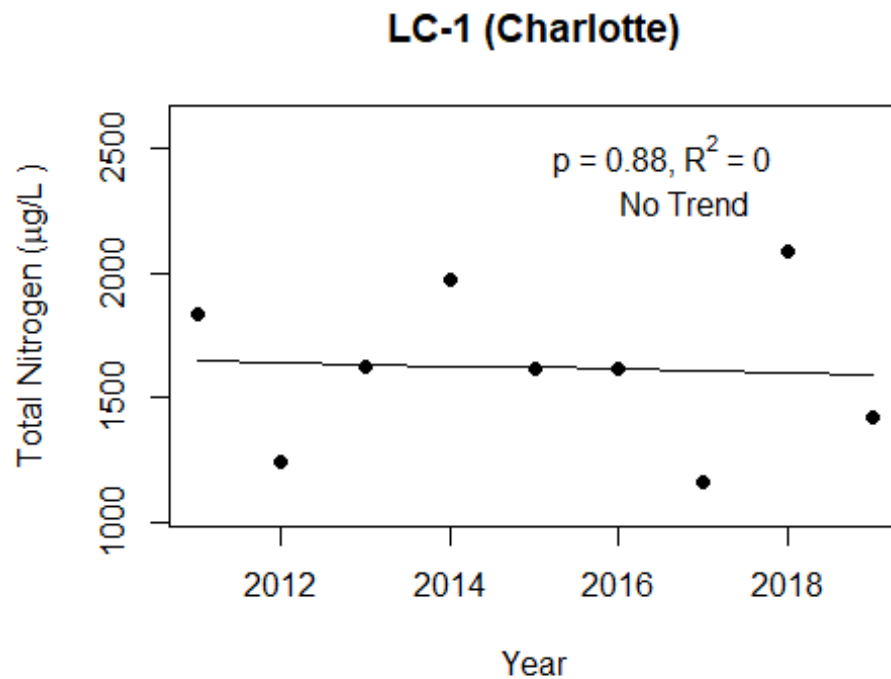 LC-1 (Charlotte)
p = 0.88, R² = 0
No Trend
Total Nitrogen (µg/L )
2500
2000
1500
1000
2012 2014 2016 2018
Year